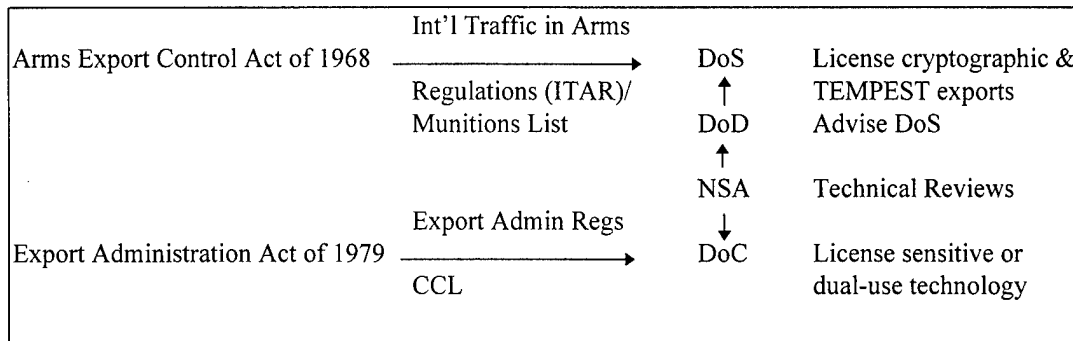 Int'l Traffic in Arms
Arms Export Control Act of 1968 DoS License cryptographic &
Regulations (ITAR)/ TEMPEST exports
Munitions List DoD Advise DoS
NSA Technical Reviews
Export Admin Regs
Export Administration Act of 1979 DoC License sensitive or
CCL dual-use technology